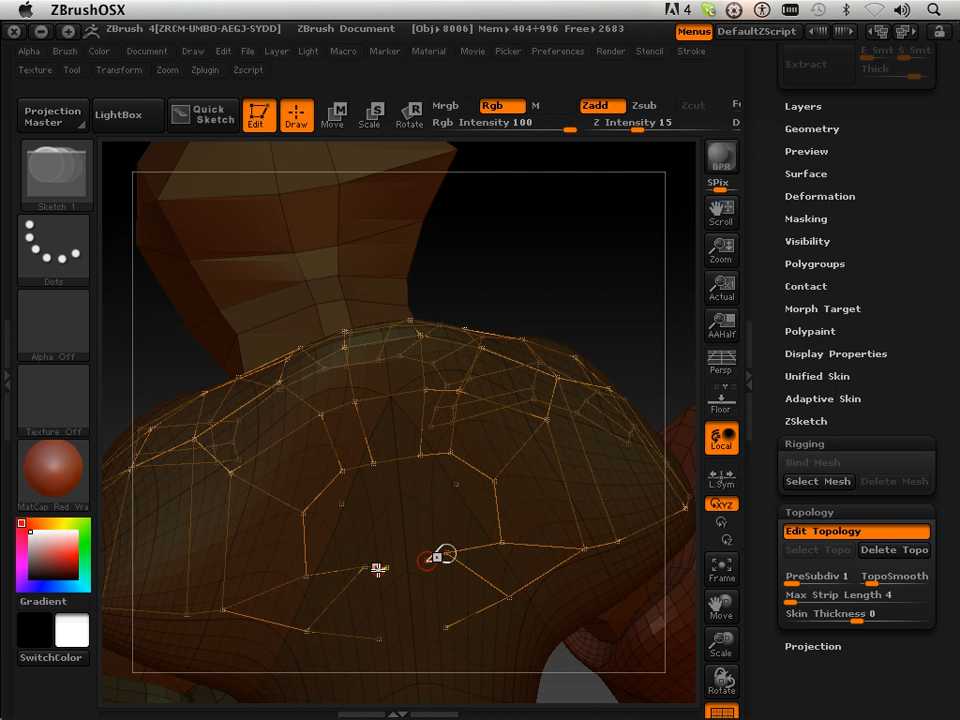 ZBrushOSX
4
ZBrush 4[ZRCM-UMBO-AEGJ-SYDD] ZBrush Document [Obj▸8006] Mem▸404+996 Free▸2683 Menus DefaultZScript
Alpha Brush Color Document Draw Edit File Layer Light Macro Marker Material Movie Picker Preferences Render Stencil Stroke
Texture Tool Transform Zoom Zplugin Zscript
Projection Master
LightBox
Quick Sketch
Edit
Draw
Move
Scale
Rotate
Mrgb Rgb M Zadd Zsub Zcut
Rgb Intensity 100 Z Intensity 15
Sketch 1
Dots
Alpha Off
Texture Off
MatCap Red Wa
Gradient
SwitchColor
BPR
SPix
Scroll
Zoom
Actual
AAHalf
Persp
Floor
Local
L.Sym
XYZ
Frame
Move
Scale
Rotate
Extract
E Smt S Smt
Thick
Layers
Geometry
Preview
Surface
Deformation
Masking
Visibility
Polygroups
Contact
Morph Target
Polypaint
Display Properties
Unified Skin
Adaptive Skin
ZSketch
Rigging
Bind Mesh
Select Mesh Delete Mesh
Topology
Edit Topology
Select Topo Delete Topo
PreSubdiv 1 TopoSmooth
Max Strip Length 4
Skin Thickness 0
Projection